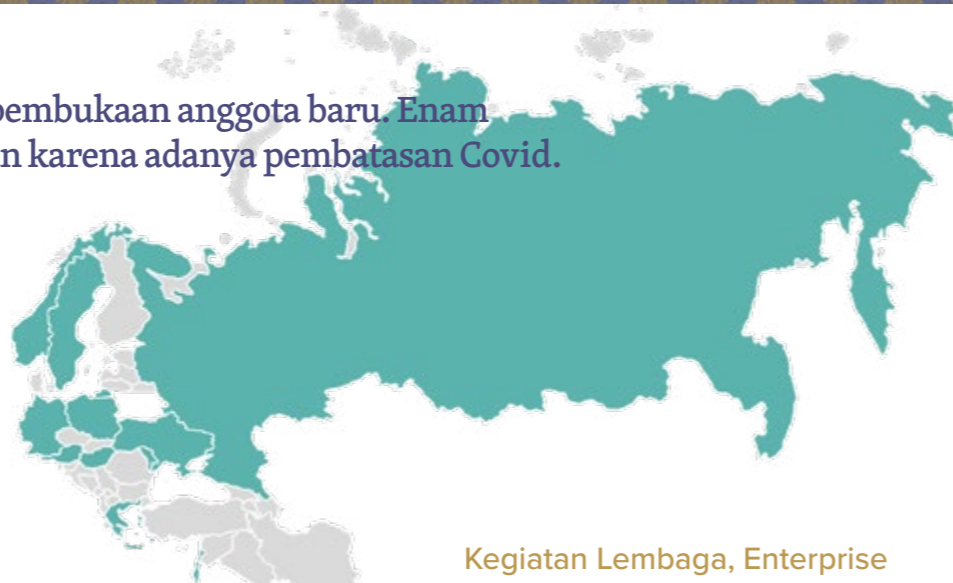 pembukaan anggota baru. Enam
n karena adanya pembatasan Covid.
Kegiatan Lembaga, Enterprise